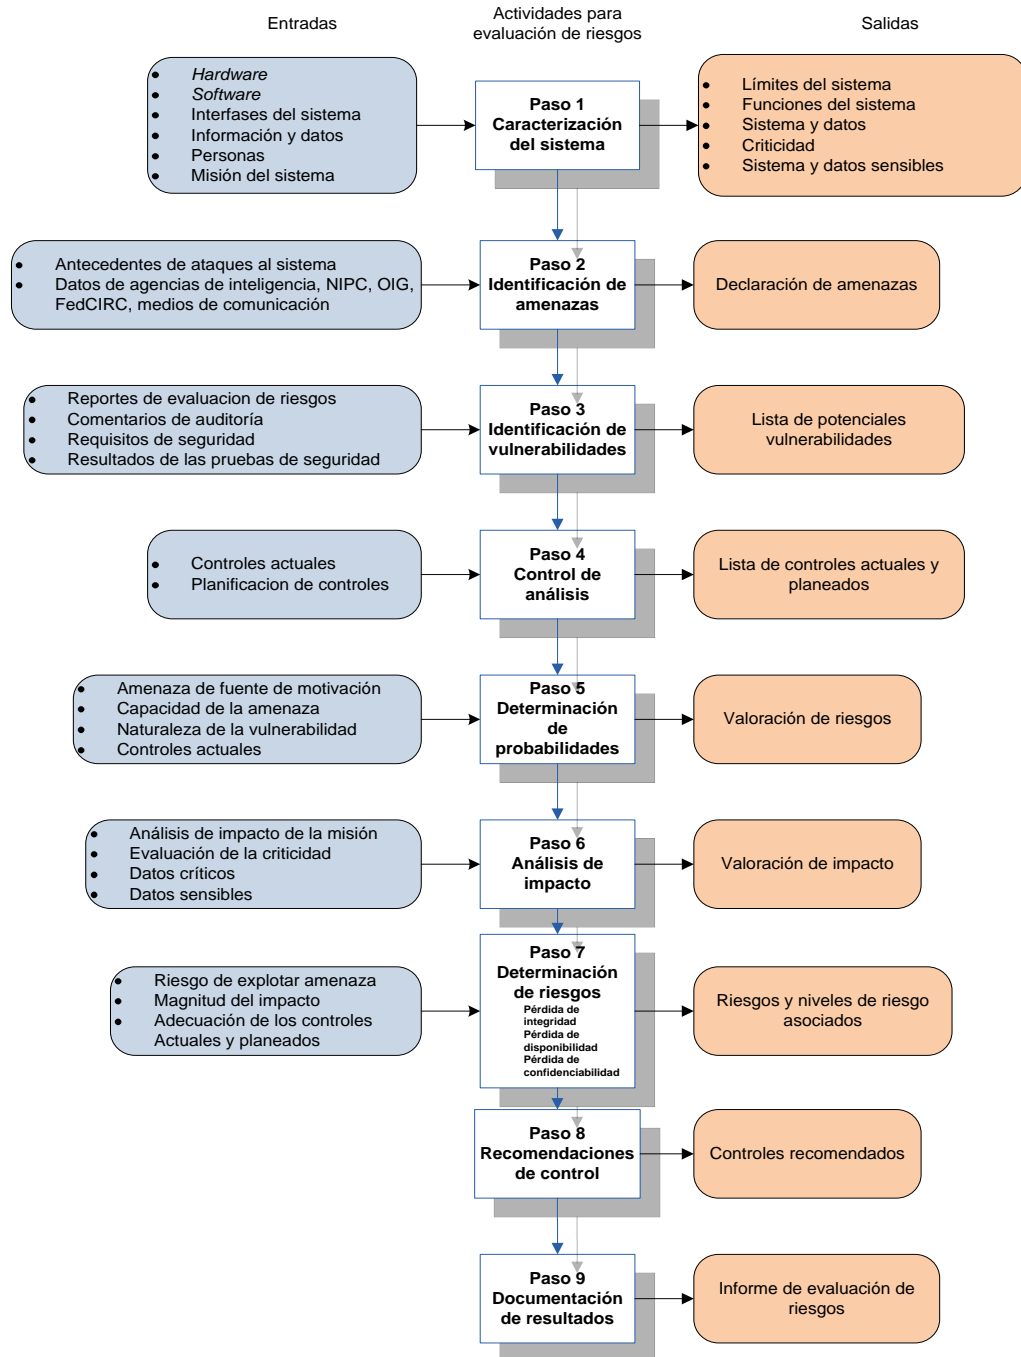 Entradas
Actividades para
evaluación de riesgos
Salidas
• Hardware
• Software
• Interfases del sistema
• Información y datos
• Personas
• Misión del sistema
Paso 1
Caracterización
del sistema
• Límites del sistema
• Funciones del sistema
• Sistema y datos
• Criticidad
• Sistema y datos sensibles
• Antecedentes de ataques al sistema
• Datos de agencias de inteligencia, NIPC, OIG,
FedCIRC, medios de comunicación
Paso 2
Identificación de
amenazas
Declaración de amenazas
• Reportes de evaluacion de riesgos
• Comentarios de auditoría
• Requisitos de seguridad
• Resultados de las pruebas de seguridad
Paso 3
Identificación de
vulnerabilidades
Lista de potenciales
vulnerabilidades
• Controles actuales
• Planificacion de controles
Paso 4
Control de
análisis
Lista de controles actuales y
planeados
• Amenaza de fuente de motivación
• Capacidad de la amenaza
• Naturaleza de la vulnerabilidad
• Controles actuales
Paso 5
Determinación
de
probabilidades
Valoración de riesgos
• Análisis de impacto de la misión
• Evaluación de la criticidad
• Datos críticos
• Datos sensibles
Paso 6
Análisis de
impacto
Valoración de impacto
• Riesgo de explotar amenaza
• Magnitud del impacto
• Adecuación de los controles
Actuales y planeados
Paso 7
Determinación
de riesgos
Pérdida de
integridad
Pérdida de
disponibilidad
Pérdida de
confidenciabilidad
Riesgos y niveles de riesgo
asociados
Paso 8
Recomendaciones
de control
Controles recomendados
Paso 9
Documentación
de resultados
Informe de evaluación de
riesgos